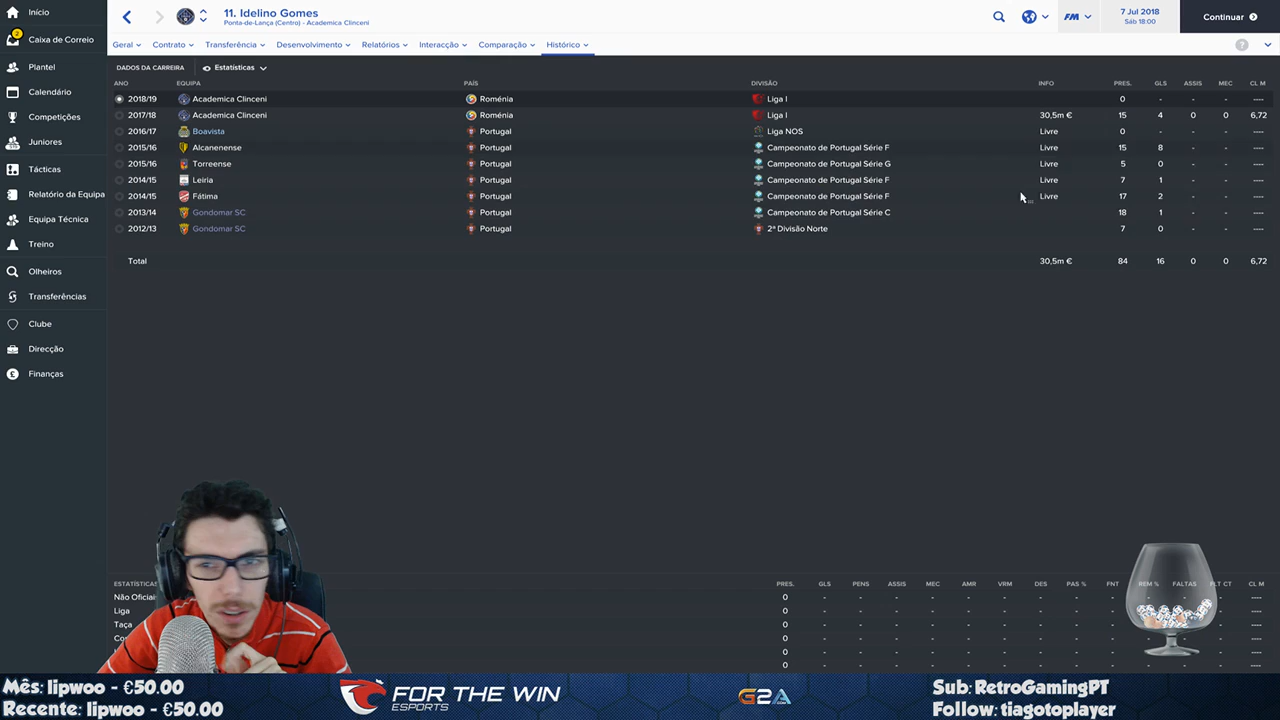 Início
11. Idelino Gomes
Ponta-de-Lança (Centro) - Academica Clinceni
FM
7 Jul 2018
Sáb 18:00
Continuar
2
Caixa de Correio
Geral
Contrato
Transferência
Desenvolvimento
Relatórios
Interacção
Comparação
Histórico
?
Plantel
Calendário
Competições
Juniores
Tácticas
Relatório da Equipa
Equipa Técnica
Treino
Olheiros
Transferências
Clube
Direcção
Finanças
DADOS DA CARREIRA Estatísticas
ANO EQUIPA PAÍS DIVISÃO INFO PRES. GLS ASSIS MEC CL M
2018/19 Academica Clinceni Roménia Liga I 0 - - - ----
2017/18 Academica Clinceni Roménia Liga I 30,5m € 15 4 0 0 6,72
2016/17 Boavista Portugal Liga NOS Livre 0 - - - ----
2015/16 Alcanenense Portugal Campeonato de Portugal Série F Livre 15 8 - - ----
2015/16 Torreense Portugal Campeonato de Portugal Série G Livre 5 0 - - ----
2014/15 Leiria Portugal Campeonato de Portugal Série F Livre 7 1 - - ----
2014/15 Fátima Portugal Campeonato de Portugal Série F Livre 17 2 - - ----
2013/14 Gondomar SC Portugal Campeonato de Portugal Série C 18 1 - - ----
2012/13 Gondomar SC Portugal 2ª Divisão Norte 7 0 - - ----
Total 30,5m € 84 16 0 0 6,72
PRES. GLS PENS ASSIS MEC AMR VRM DES PAS % FNT REM % FALTAS CL M
Liga 0 - - - - - - - - - - - ----
Taça 0 - - - - - - - - - - - ----
0 - - - - - - - - - - - ----
0 - - - - - - - - - - - ----
0 - - - - - - - - - - - ----
Mês: lipwoo - €50.00
Recente: lipwoo - €50.00
FOR THE WIN
ESPORTS
G2A.COM
Sub: RetroGamingPT
Follow: tiagotoplayer